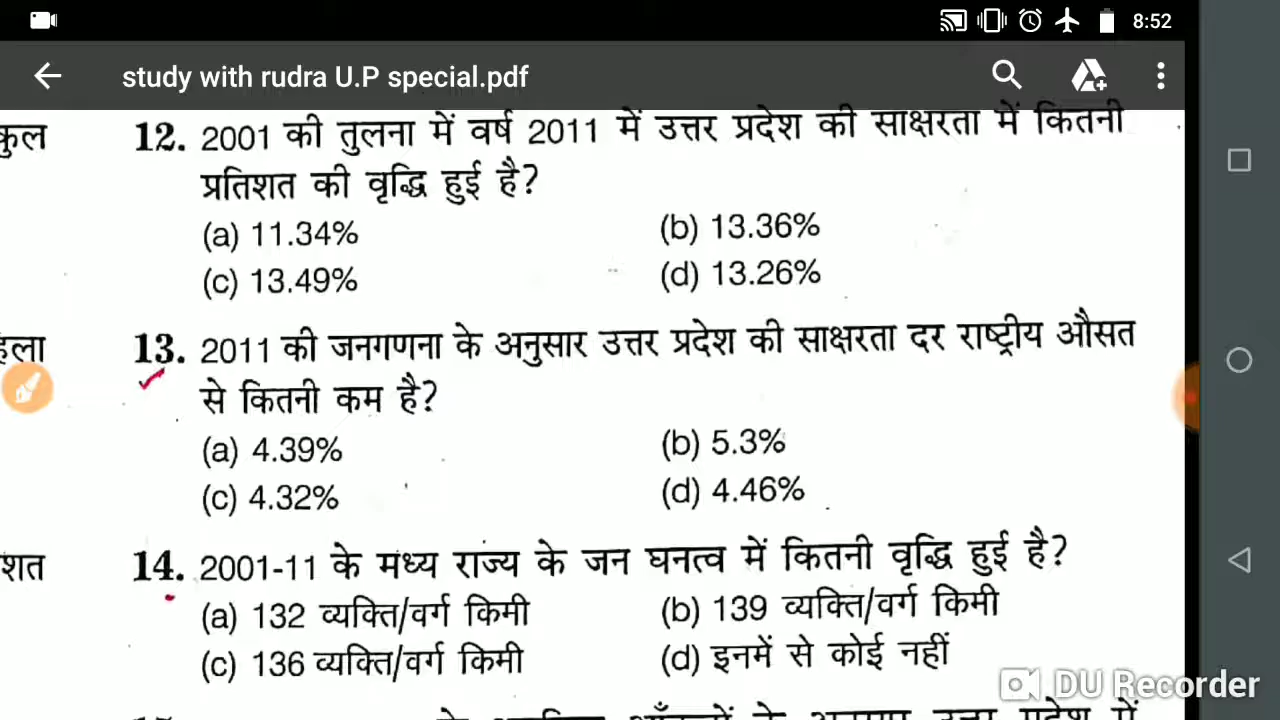 8:52
study with rudra U.P special.pdf
कुल
12. 2001 की तुलना में वर्ष 2011 में उत्तर प्रदेश की साक्षरता में कितनी
प्रतिशत की वृद्धि हुई है?
(a) 11.34% (b) 13.36%
(c) 13.49% (d) 13.26%
13. 2011 की जनगणना के अनुसार उत्तर प्रदेश की साक्षरता दर राष्ट्रीय औसत
से कितनी कम है?
(a) 4.39% (b) 5.3%
(c) 4.32% (d) 4.46%
शत
14. 2001-11 के मध्य राज्य के जन घनत्व में कितनी वृद्धि हुई है?
(a) 132 व्यक्ति/वर्ग किमी (b) 139 व्यक्ति/वर्ग किमी
(c) 136 व्यक्ति/वर्ग किमी (d) इनमें से कोई नहीं
DU Recorder